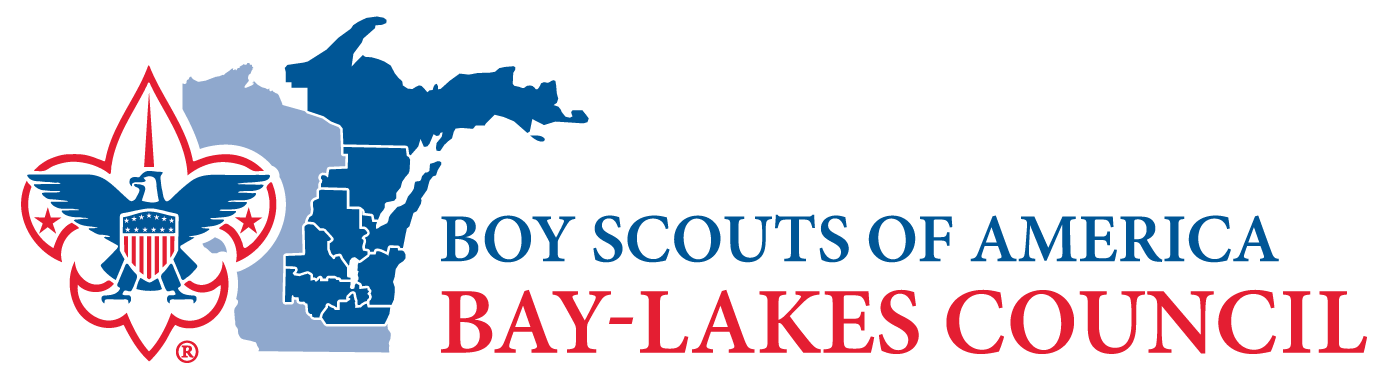 BOY SCOUTS OF AMERICA
BAY-LAKES COUNCIL
®